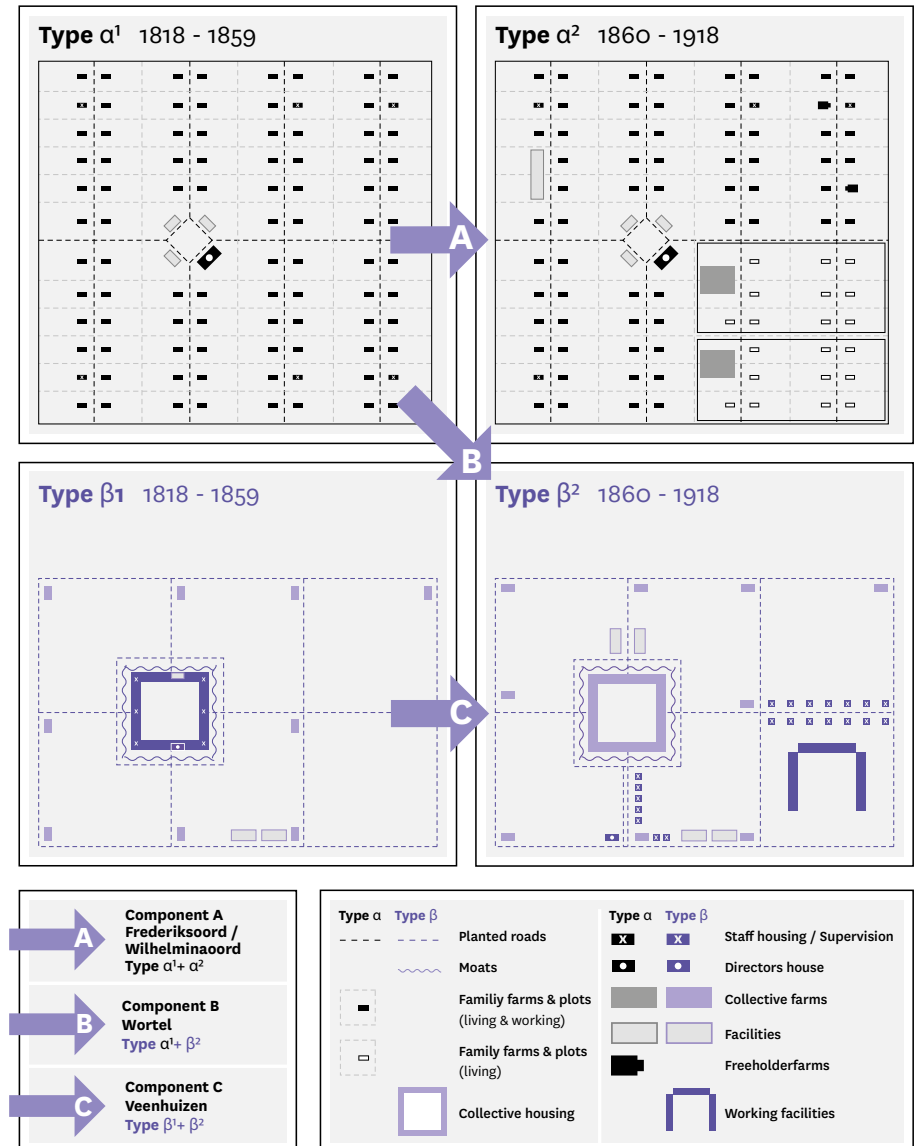 Type α¹ 1818 - 1859
Type α² 1860 - 1918
A
B
Type β1 1818 - 1859
Type β² 1860 - 1918
C
A
Component A
Frederiksoord /
Wilhelminaoord
Type α¹+ α²
B
Component B
Wortel
Type α¹+ β²
C
Component C
Veenhuizen
Type β¹+ β²
Type α Type β
Planted roads
Moats
Familiy farms & plots
(living & working)
Family farms & plots
(living)
Collective housing
Type α Type β
X X Staff housing / Supervision
Directors house
Collective farms
Facilities
Freeholderfarms
Working facilities